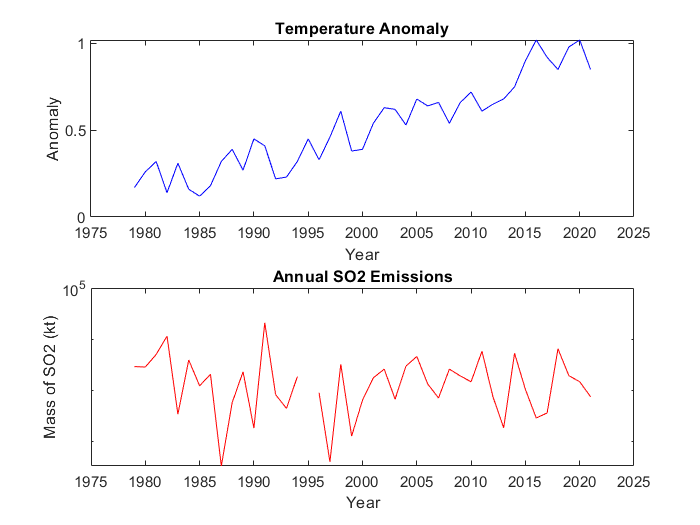 Temperature Anomaly
1
0.5
0
Anomaly
1975 1980 1985 1990 1995 2000 2005 2010 2015 2020 2025
Year
Annual SO2 Emissions
10^5
Mass of SO2 (kt)
1975 1980 1985 1990 1995 2000 2005 2010 2015 2020 2025
Year